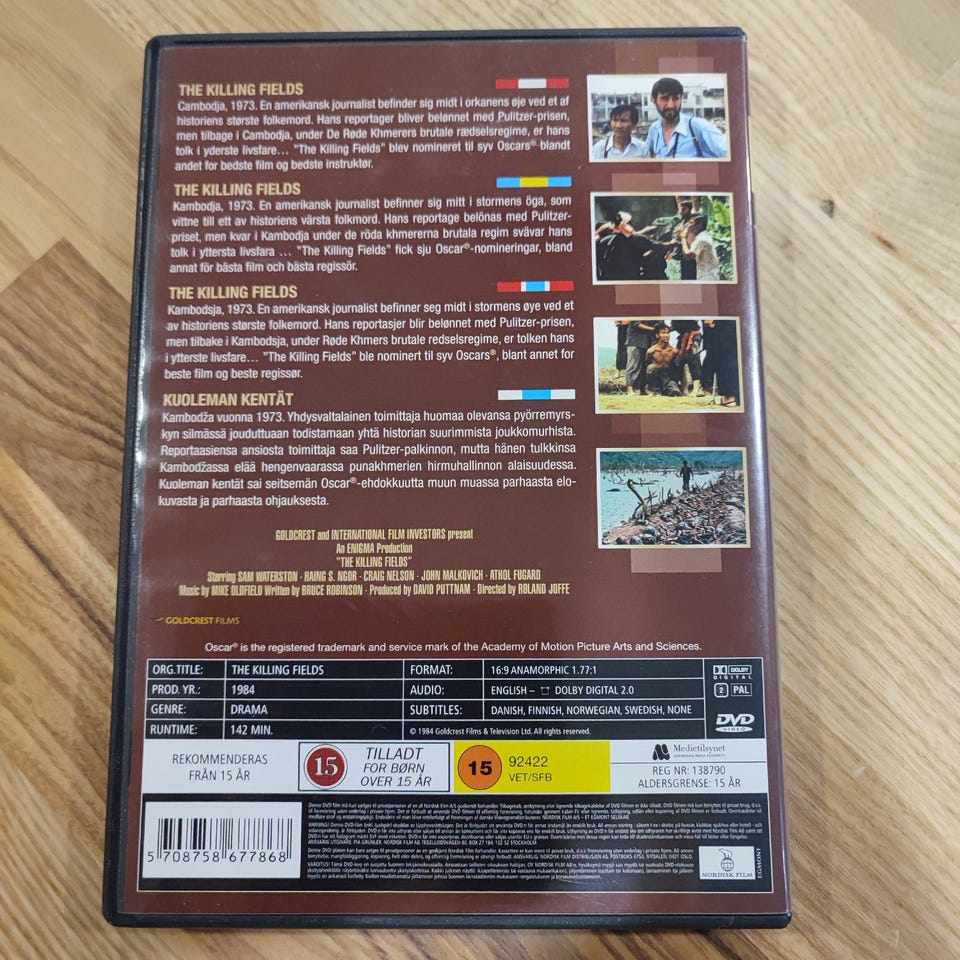 THE KILLING FIELDS
Cambodja, 1973. En amerikansk journalist befinder sig midt i orkanens øje ved et af
historiens største folkemord. Hans reportager bliver belønnet med Pulitzer-prisen,
men tilbage i Cambodja, under De Røde Khmerers brutale rædselsregime, er hans
tolk i yderste livsfare... "The Killing Fields" blev nomineret til syv Oscars® blandt
andet for bedste film og bedste instruktør.
THE KILLING FIELDS
Kambodja, 1973. En amerikansk journalist befinner sig mitt i stormens öga, som
vittne till ett av historiens värsta folkmord. Hans reportage belönas med Pulitzer-
priset, men kvar i Kambodja under de röda khmerernа brutala regim svävar hans
tolk i yttersta livsfara ... "The Killing Fields" fick sju Oscar®-nomineringar, bland
annat för bästa film och bästa regissör.
THE KILLING FIELDS
Kambodsja, 1973. En amerikansk journalist befinner seg midt i stormens øye ved et
av historiens største folkemord. Hans reportasjer blir belønnet med Pulitzer-prisen,
men tilbake i Kambodsja, under Røde Khmers brutale redselsregime, er tolken hans
i ytterste livsfare... "The Killing Fields" ble nominert til syv Oscars®, blant annet for
beste film og beste regissør.
KUOLEMAN KENTÄT
Kambodža vuonna 1973. Yhdysvaltalainen toimittaja huomaa olevansa pyörremyrs-
kyn silmässä jouduttuaan todistamaan yhtä historian suurimmista joukkomurhista.
Reportaasiensa ansiosta toimittaja saa Pulitzer-palkinnon, mutta hänen tulkkinsa
Kambodžassa elää hengenvaarassa punakhmerien hirmuhallinnon alaisuudessa.
Kuoleman kentät sai seitsemän Oscar®-ehdokkuutta muun muassa parhaasta elo-
kuvasta ja parhaasta ohjauksesta.
GOLDCREST and INTERNATIONAL FILM INVESTORS present
An ENIGMA Production
"THE KILLING FIELDS"
Starring SAM WATERSTON · HAING S. NGOR · CRAIG NELSON · JOHN MALKOVICH · ATHOL FUGARD
Music by MIKE OLDFIELD Written by BRUCE ROBINSON · Produced by DAVID PUTTNAM · Directed by ROLAND JOFFE
GOLDCREST FILMS
Oscar® is the registered trademark and service mark of the Academy of Motion Picture Arts and Sciences.
ORG.TITLE: THE KILLING FIELDS FORMAT: 16:9 ANAMORPHIC 1.77:1
PROD. YR.: 1984 AUDIO: ENGLISH – DOLBY DIGITAL 2.0
GENRE: DRAMA SUBTITLES: DANISH, FINNISH, NORWEGIAN, SWEDISH, NONE
RUNTIME: 142 MIN. © 1984 Goldcrest Films & Television Ltd. All rights reserved.
DOLBY
DIGITAL
2 PAL
DVD
VIDEO
REKOMMENDERAS
FRÅN 15 ÅR
15
TILLADT
FOR BØRN
OVER 15 ÅR
15
92422
VET/SFB
Medietilsynet
NORWEGIAN MEDIA AUTHORITY
REG NR: 138790
ALDERSGRENSE: 15 ÅR
5 708758 677868
NORDISK FILM
EGMONT